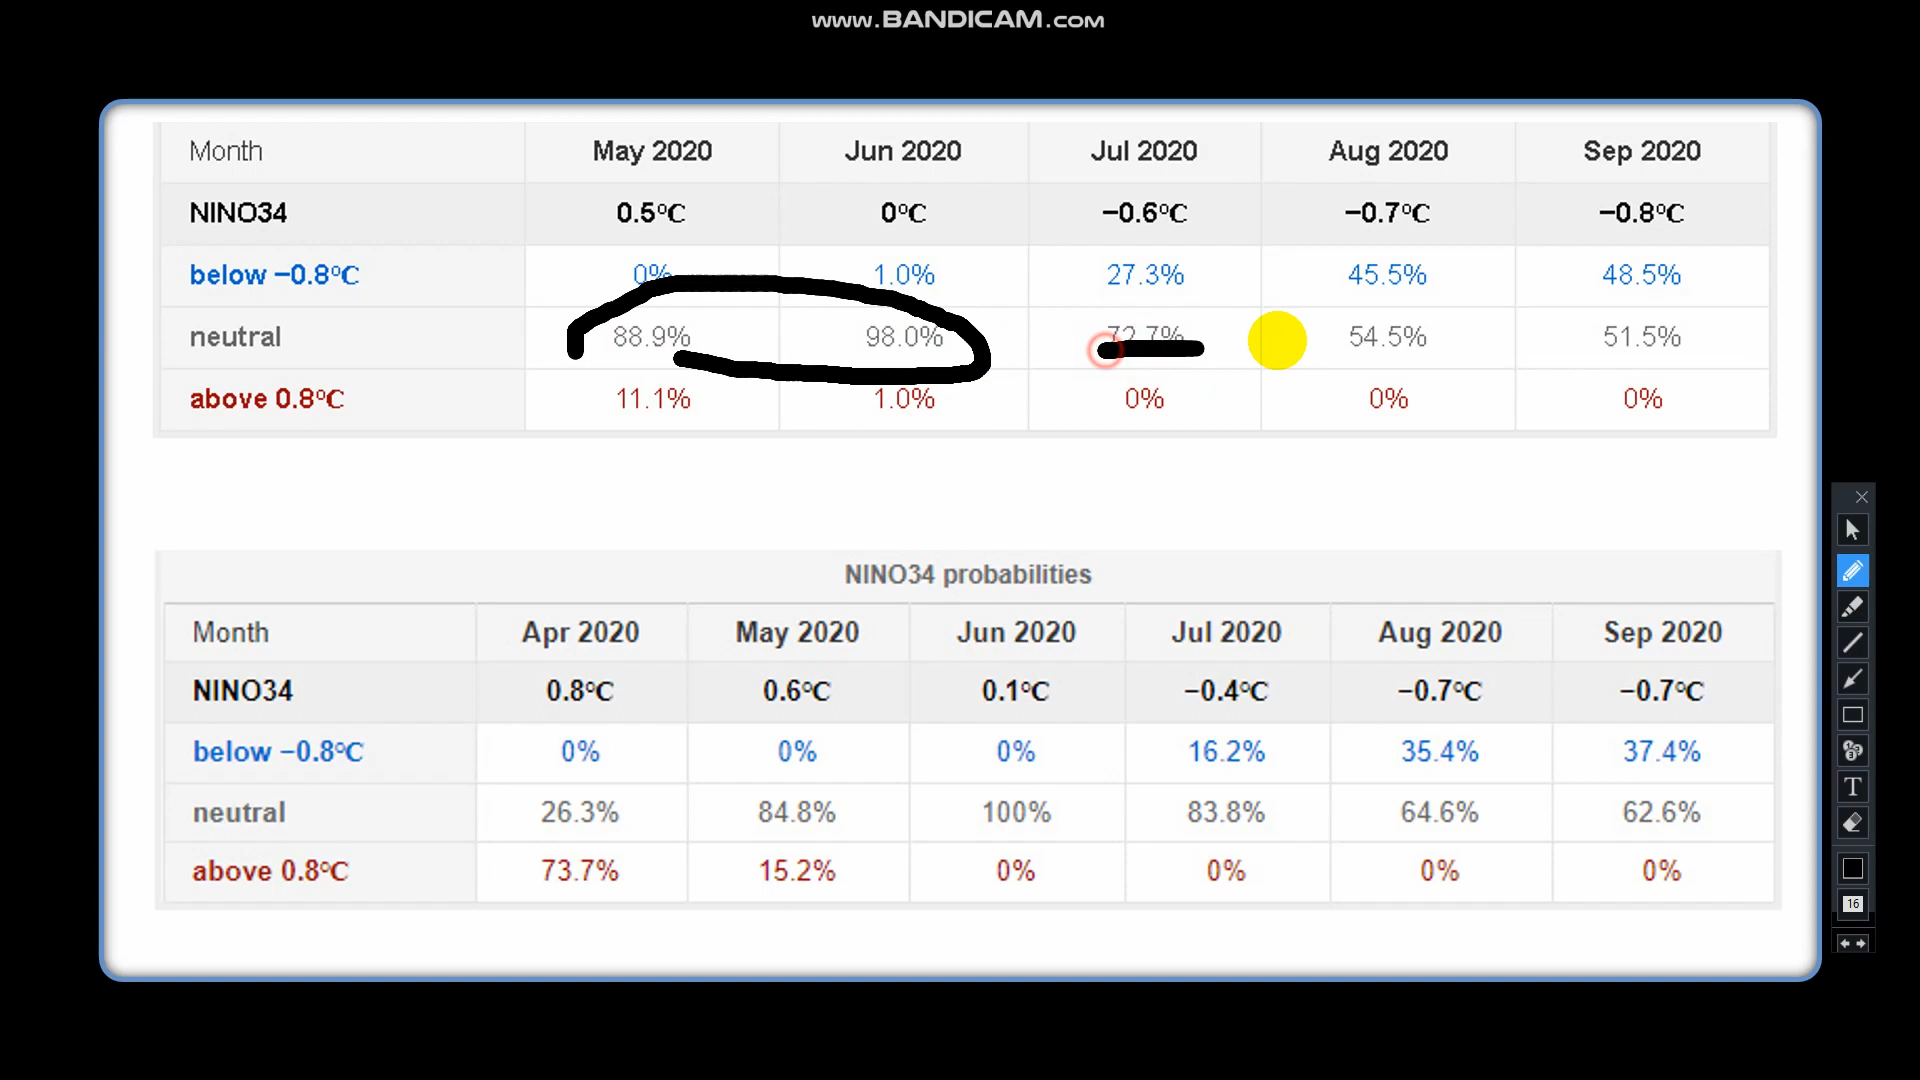 www.BANDICAM.com
Month May 2020 Jun 2020 Jul 2020 Aug 2020 Sep 2020
NINO34 0.5°C 0°C −0.6°C −0.7°C −0.8°C
below −0.8°C 0% 1.0% 27.3% 45.5% 48.5%
neutral 88.9% 98.0% 72.7% 54.5% 51.5%
above 0.8°C 11.1% 1.0% 0% 0% 0%
NINO34 probabilities
Month Apr 2020 May 2020 Jun 2020 Jul 2020 Aug 2020 Sep 2020
NINO34 0.8°C 0.6°C 0.1°C −0.4°C −0.7°C −0.7°C
below −0.8°C 0% 0% 0% 16.2% 35.4% 37.4%
neutral 26.3% 84.8% 100% 83.8% 64.6% 62.6%
above 0.8°C 73.7% 15.2% 0% 0% 0% 0%
T
16